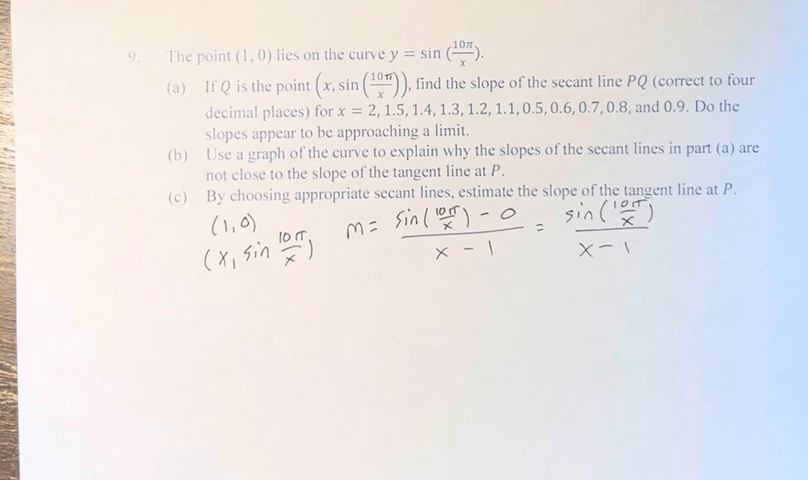 9. The point (1, 0) lies on the curve y = sin (10π/x).
(a) If Q is the point (x, sin (10π/x)), find the slope of the secant line PQ (correct to four
decimal places) for x = 2, 1.5, 1.4, 1.3, 1.2, 1.1, 0.5, 0.6, 0.7, 0.8, and 0.9. Do the
slopes appear to be approaching a limit.
(b) Use a graph of the curve to explain why the slopes of the secant lines in part (a) are
not close to the slope of the tangent line at P.
(c) By choosing appropriate secant lines, estimate the slope of the tangent line at P.
(1,0) m = (sin(10π/x) - 0)/(x - 1) = sin(10π/x)/(x - 1)
(x, sin 10π/x)